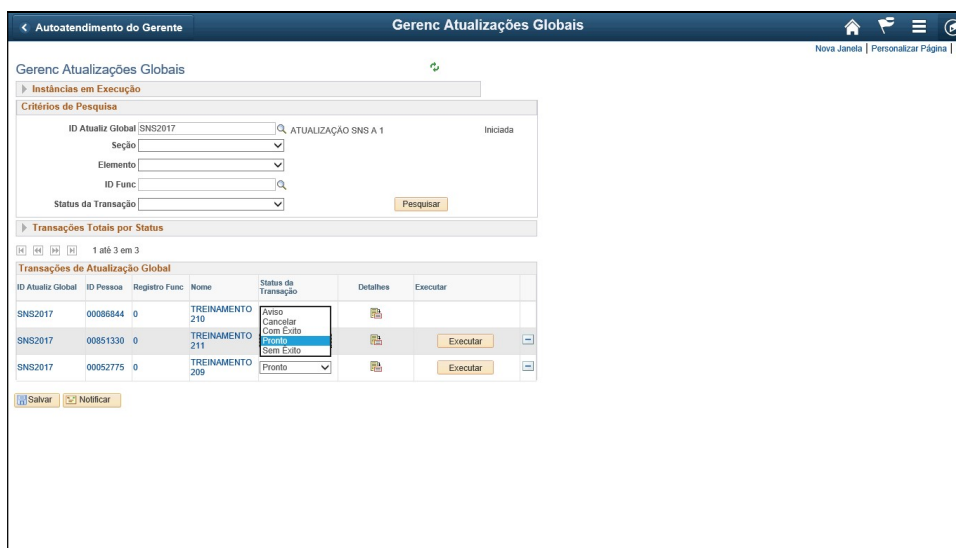 Autoatendimento do Gerente
Gerenc Atualizações Globais
Nova Janela | Personalizar Página |
Gerenc Atualizações Globais
Instâncias em Execução
Critérios de Pesquisa
ID Atualiz Global SNS2017 ATUALIZAÇÃO SNS A 1 Iniciada
Seção
Elemento
ID Func
Status da Transação Pesquisar
Transações Totais por Status
1 até 3 em 3
Transações de Atualização Global
ID Atualiz Global ID Pessoa Registro Func Nome Status da Transação Detalhes Executar
SNS2017 00086844 0 TREINAMENTO 210
Aviso
Cancelar
Com Êxito
Pronto
Sem Êxito
SNS2017 00851330 0 TREINAMENTO 211 Executar
SNS2017 00052775 0 TREINAMENTO 209 Pronto Executar
Salvar Notificar